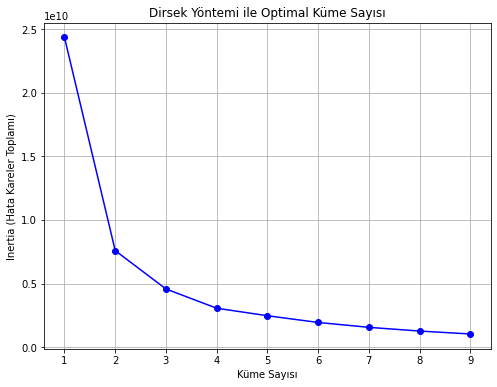 Dirsek Yöntemi ile Optimal Küme Sayısı
1e10
2.5
2.0
1.5
1.0
0.5
0.0
Inertia (Hata Kareler Toplamı)
1 2 3 4 5 6 7 8 9
Küme Sayısı